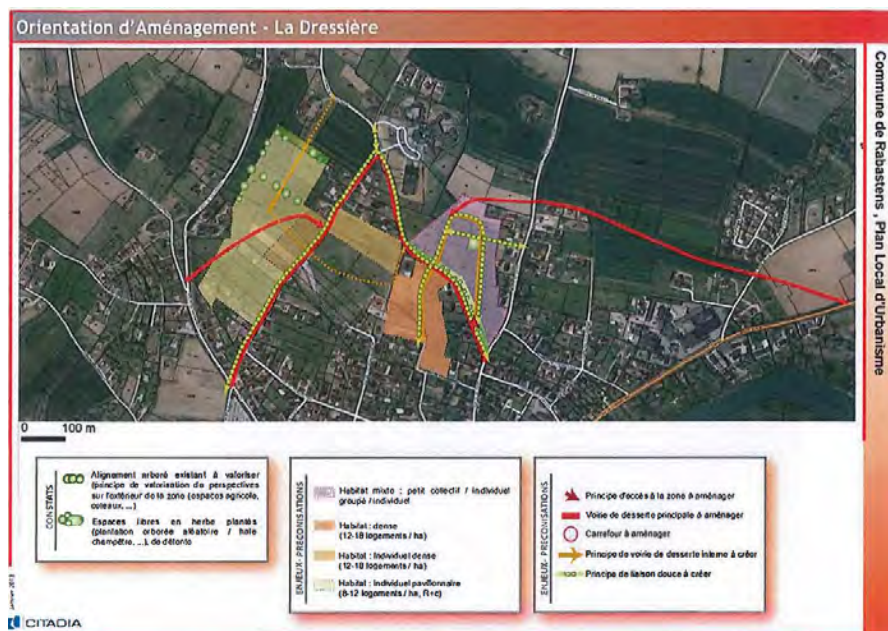 Orientation d'Aménagement - La Dressière
Commune de Rabastens , Plan Local d'Urbanisme
0 100 m
CONSTATS
Alignement arboré existant à valoriser
(principe de valorisation de perspectives
sur l'extérieur de la zone (espaces agricole,
coteaux, ...)
Espaces libres en herbe plantés
(plantation arborée aléatoire / haie
champêtre, ...), de détente
ENJEUX- PRECONISATIONS
Habitat mixte : petit collectif / individuel
groupé / individuel
Habitat : dense
(12-18 logements / ha)
Habitat : Individuel dense
(12-18 logements / ha)
Habitat : individuel pavillonnaire
(8-12 logements / ha, R+c)
ENJEUX- PRECONISATIONS
Principe d'accès à la zone à aménager
Voirie de desserte principale à aménager
Carrefour à aménager
Principe de voirie de desserte interne à créer
Principe de liaison douce à créer
CITADIA